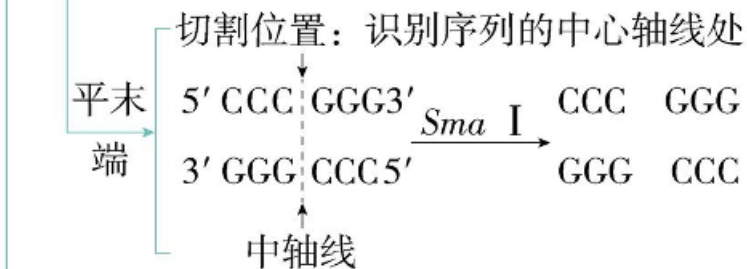 切割位置：识别序列的中心轴线处
平末端
5′ CCC GGG3′
Sma Ⅰ
CCC GGG
3′ GGG CCC5′
GGG CCC
中轴线